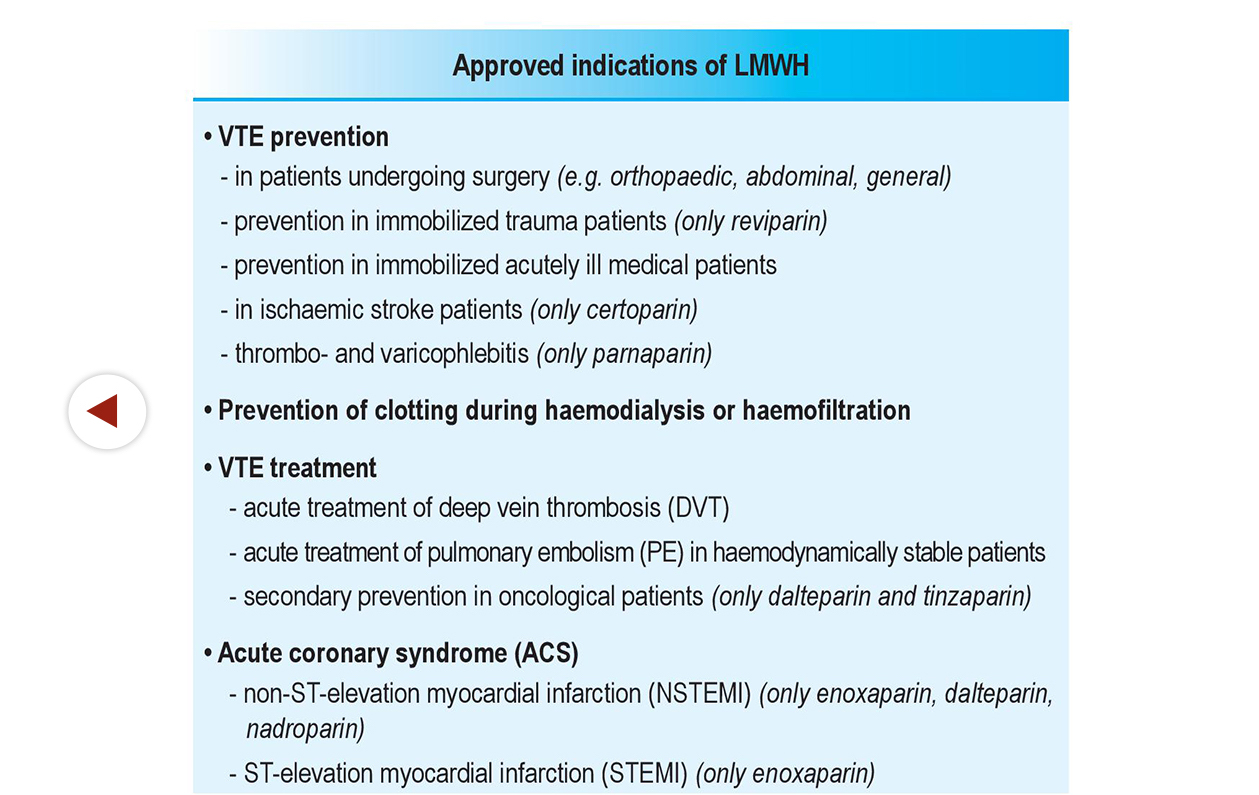 Approved indications of LMWH
• VTE prevention
- in patients undergoing surgery (e.g. orthopaedic, abdominal, general)
- prevention in immobilized trauma patients (only reviparin)
- prevention in immobilized acutely ill medical patients
- in ischaemic stroke patients (only certoparin)
- thrombo- and varicophlebitis (only parnaparin)
• Prevention of clotting during haemodialysis or haemofiltration
• VTE treatment
- acute treatment of deep vein thrombosis (DVT)
- acute treatment of pulmonary embolism (PE) in haemodynamically stable patients
- secondary prevention in oncological patients (only dalteparin and tinzaparin)
• Acute coronary syndrome (ACS)
- non-ST-elevation myocardial infarction (NSTEMI) (only enoxaparin, dalteparin,
nadroparin)
- ST-elevation myocardial infarction (STEMI) (only enoxaparin)